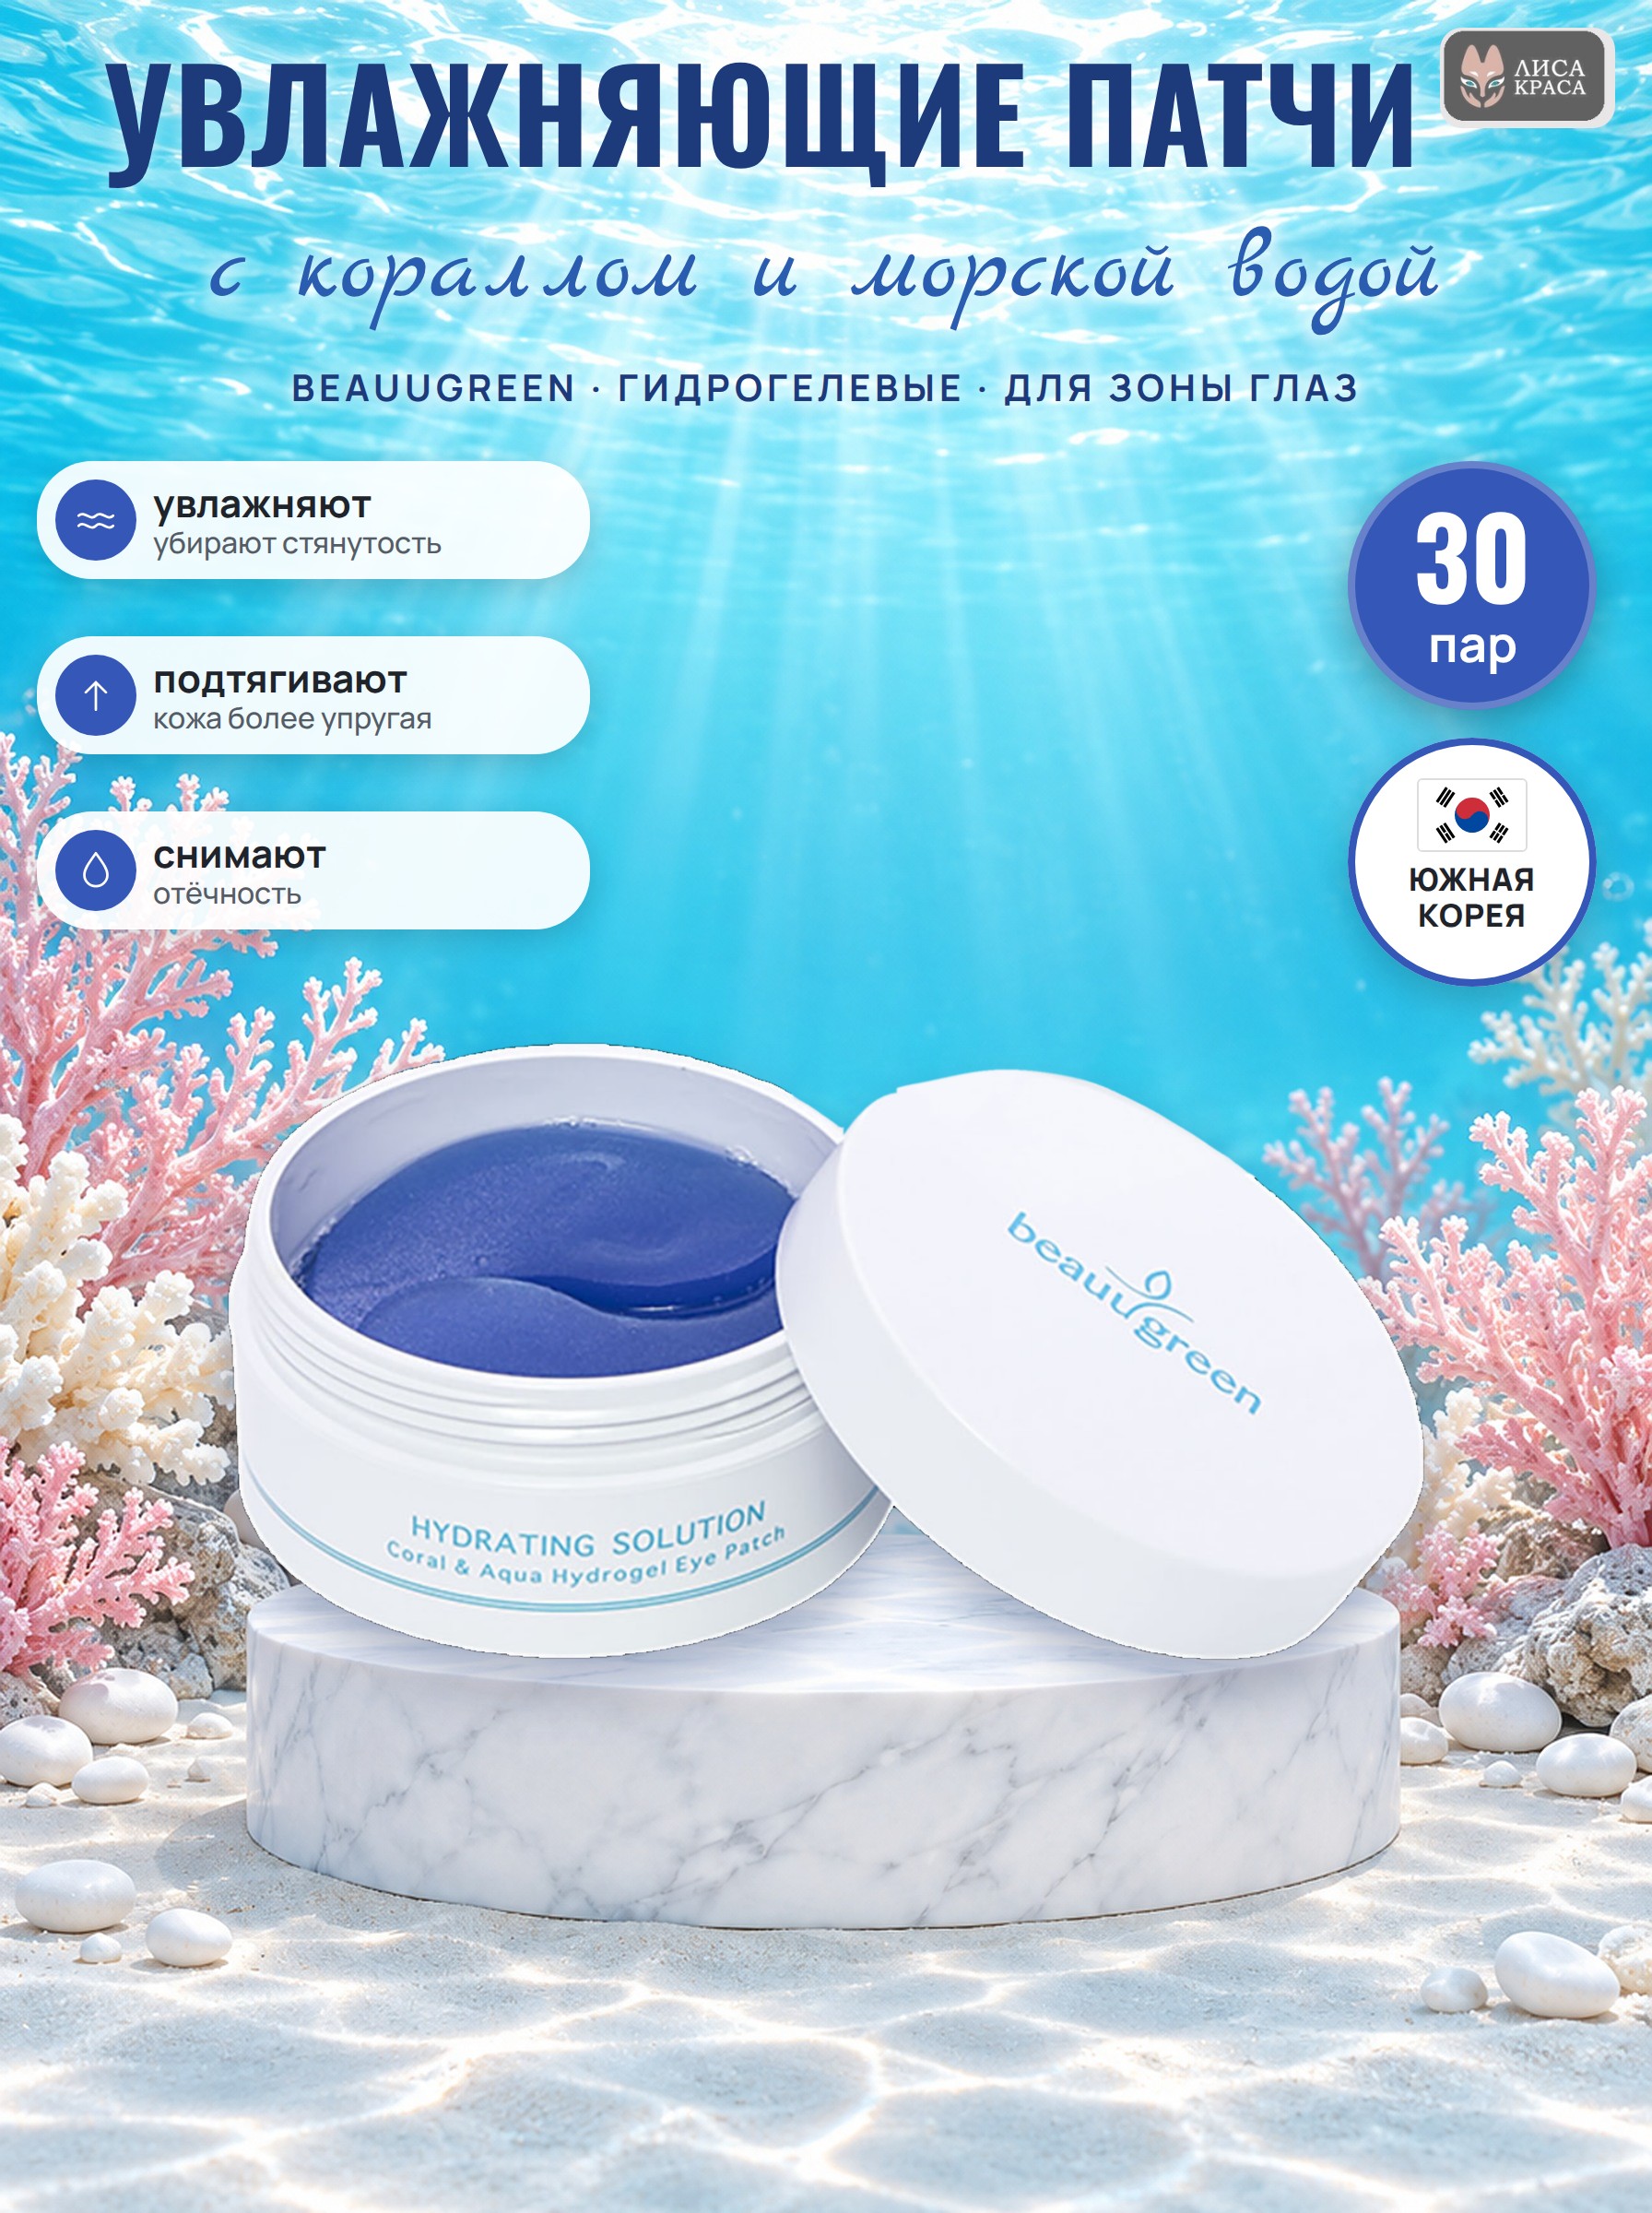 УВЛАЖНЯЮЩИЕ ПАТЧИ
ЛИСА
КРАСА
с кораллом и морской водой
BEAUUGREEN · ГИДРОГЕЛЕВЫЕ · ДЛЯ ЗОНЫ ГЛАЗ
увлажняют
убирают стянутость
30
пар
подтягивают
кожа более упругая
снимают
отёчность
ЮЖНАЯ
КОРЕЯ
beauugreen
HYDRATING SOLUTION
Coral & Aqua Hydrogel Eye Patch